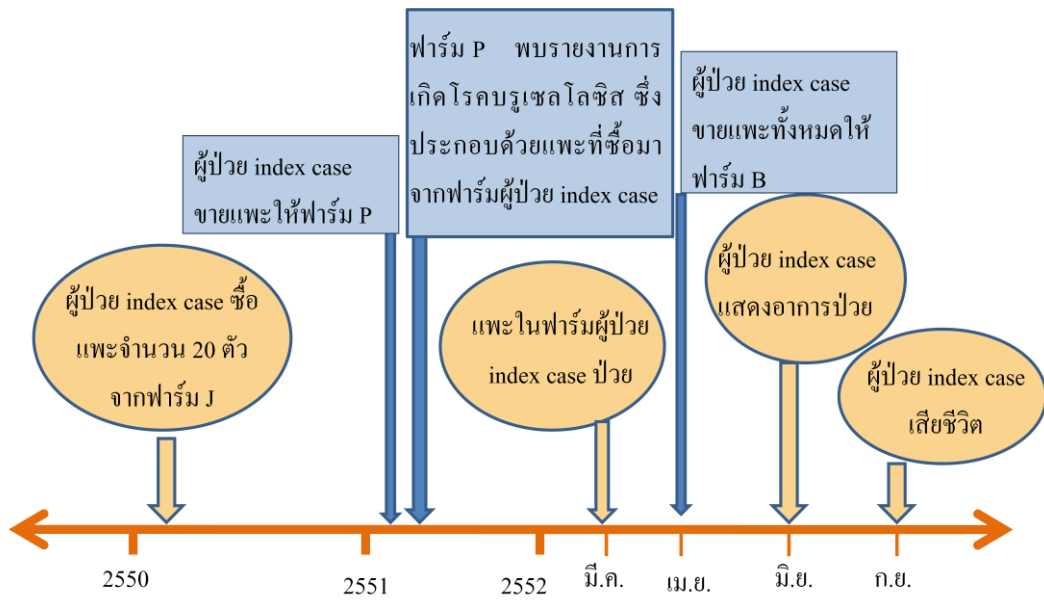 ผู้ป่วย index case ซื้อ
แพะจำนวน 20 ตัว
จากฟาร์ม J
ผู้ป่วย index case
ขายแพะให้ฟาร์ม P
ฟาร์ม P พบรายงานการ
เกิดโรคบรูเซลโลซิส ซึ่ง
ประกอบด้วยแพะที่ซื้อมา
จากฟาร์มผู้ป่วย index case
แพะในฟาร์มผู้ป่วย
index case ป่วย
ผู้ป่วย index case
ขายแพะทั้งหมดให้
ฟาร์ม B
ผู้ป่วย index case
แสดงอาการป่วย
ผู้ป่วย index case
เสียชีวิต
2550
2551
2552
มี.ค.
เม.ย.
มิ.ย.
ก.ย.